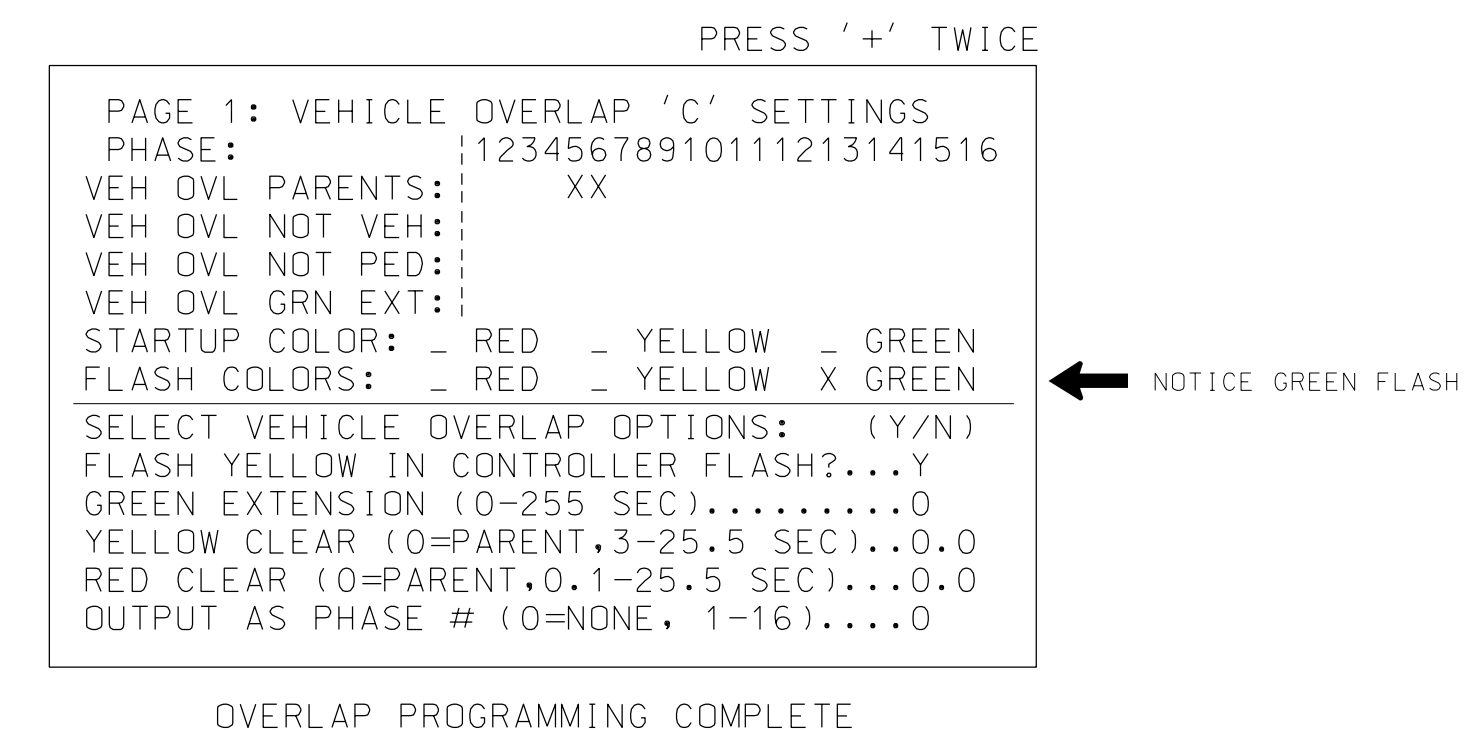 PRESS '+' TWICE
PAGE 1: VEHICLE OVERLAP 'C' SETTINGS
PHASE: |12345678910111213141516
VEH OVL PARENTS:|    XX
VEH OVL NOT VEH:|
VEH OVL NOT PED:|
VEH OVL GRN EXT:|
STARTUP COLOR: _ RED _ YELLOW _ GREEN
FLASH COLORS: _ RED _ YELLOW X GREEN
NOTICE GREEN FLASH
SELECT VEHICLE OVERLAP OPTIONS: (Y/N)
FLASH YELLOW IN CONTROLLER FLASH?...Y
GREEN EXTENSION (0-255 SEC).........0
YELLOW CLEAR (0=PARENT,3-25.5 SEC)..0.0
RED CLEAR (0=PARENT,0.1-25.5 SEC)...0.0
OUTPUT AS PHASE # (0=NONE, 1-16)....0
OVERLAP PROGRAMMING COMPLETE